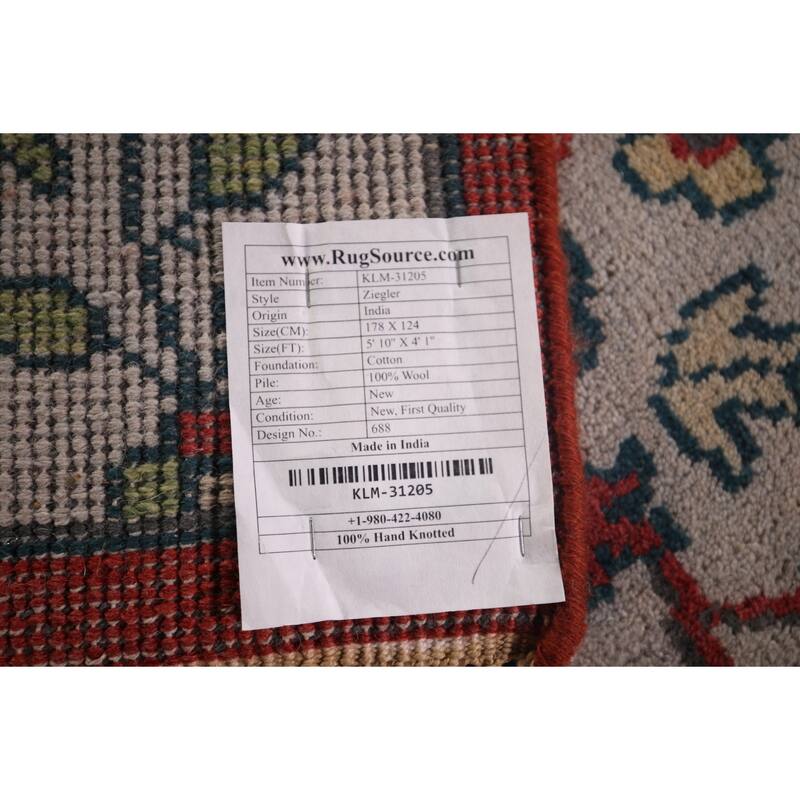 www.RugSource.com
Item Number: KLM-31205
Style Ziegler
Origin India
Size(CM): 178 X 124
Size(FT): 5' 10" X 4' 1"
Foundation: Cotton
Pile: 100% Wool
Age: New
Condition: New, First Quality
Design No.: 688
Made in India
KLM-31205
+1-980-422-4080
100% Hand Knotted